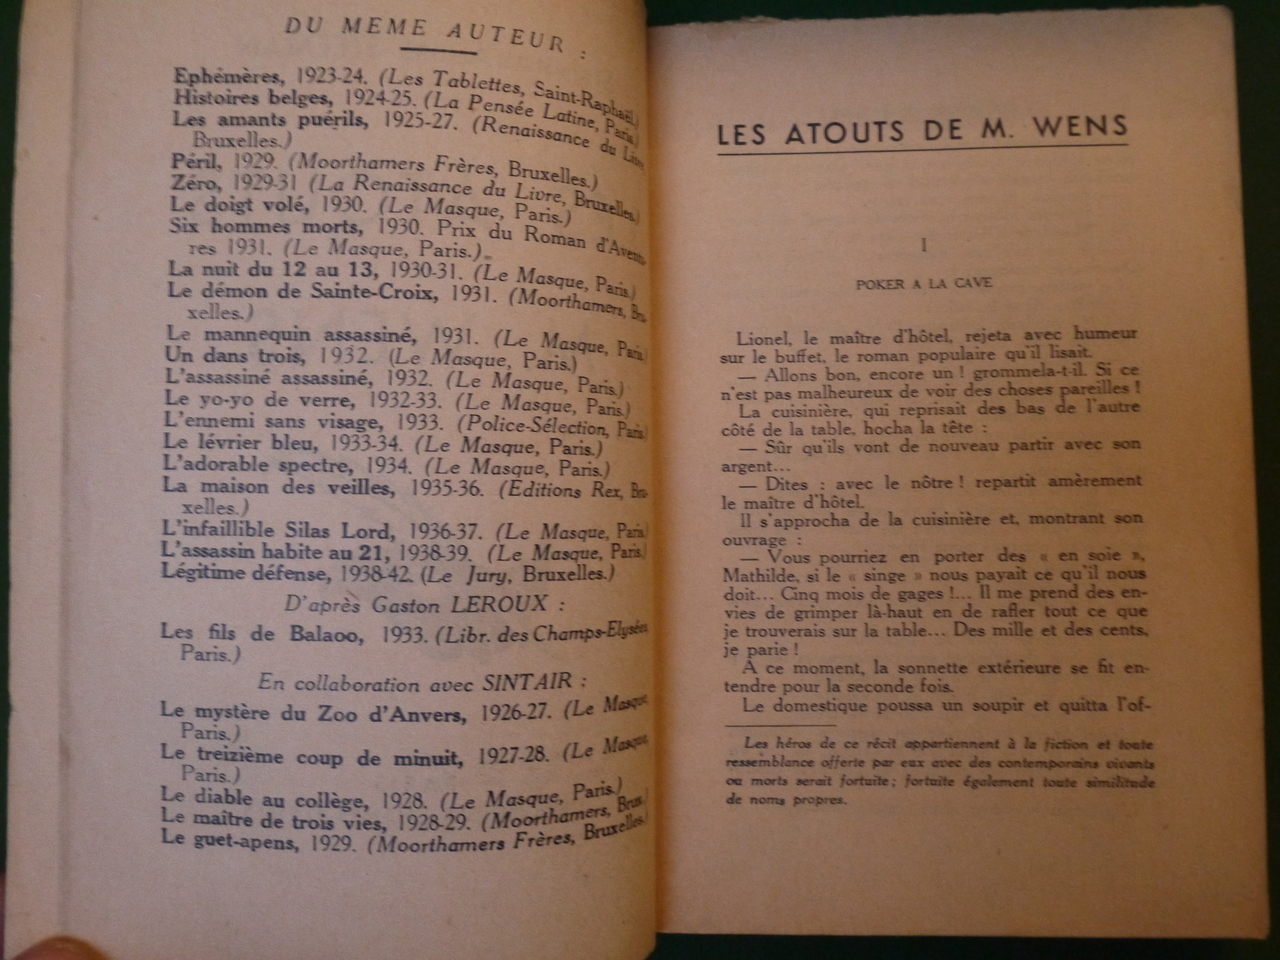 DU MEME AUTEUR :
Ephémères, 1923-24. (Les Tablettes, Saint-Raphaël.)
Histoires belges, 1924-25. (La Pensée Latine, Paris.)
Les amants puérils, 1925-27. (Renaissance du Livre,
Bruxelles.)
Péril, 1929. (Moorthamers Frères, Bruxelles.)
Zéro, 1929-31 (La Renaissance du Livre, Bruxelles.)
Le doigt volé, 1930. (Le Masque, Paris.)
Six hommes morts, 1930. Prix du Roman d'Aventu-
res 1931. (Le Masque, Paris.)
La nuit du 12 au 13, 1930-31. (Le Masque, Paris.)
Le démon de Sainte-Croix, 1931. (Moorthamers, Bru-
xelles.)
Le mannequin assassiné, 1931. (Le Masque, Paris.
Un dans trois, 1932. (Le Masque, Paris.)
L'assassiné assassiné, 1932. (Le Masque, Paris.)
Le yo-yo de verre, 1932-33. (Le Masque, Paris.)
L'ennemi sans visage, 1933. (Police-Sélection, Paris.
Le lévrier bleu, 1933-34. (Le Masque, Paris.)
L'adorable spectre, 1934. (Le Masque, Paris.)
La maison des veilles, 1935-36. (Editions Rex, Bru-
xelles.)
L'infaillible Silas Lord, 1936-37. (Le Masque, Paris
L'assassin habite au 21, 1938-39. (Le Masque, Paris.
Légitime défense, 1938-42. (Le Jury, Bruxelles.)
D'après Gaston LEROUX :
Les fils de Balaoo, 1933. (Libr. des Champs-Elysées,
Paris.)
En collaboration avec SINTAIR :
Le mystère du Zoo d'Anvers, 1926-27. (Le Masque,
Paris.)
Le treizième coup de minuit, 1927-28. (Le Masque,
Paris.)
Le diable au collège, 1928. (Le Masque, Paris.)
Le maître de trois vies, 1928-29. (Moorthamers, Brux.)
Le guet-apens, 1929. (Moorthamers Frères, Bruxelles.)
LES ATOUTS DE M. WENS
I
POKER A LA CAVE
Lionel, le maître d'hôtel, rejeta avec humeur
sur le buffet, le roman populaire qu'il lisait.
— Allons bon, encore un ! grommela-t-il. Si ce
n'est pas malheureux de voir des choses pareilles !
La cuisinière, qui reprisait des bas de l'autre
côté de la table, hocha la tête :
— Sûr qu'ils vont de nouveau partir avec son
argent...
— Dites : avec le nôtre ! repartit amèrement
le maître d'hôtel.
Il s'approcha de la cuisinière et, montrant son
ouvrage :
— Vous pourriez en porter des « en soie »,
Mathilde, si le « singe » nous payait ce qu'il nous
doit... Cinq mois de gages !... Il me prend des en-
vies de grimper là-haut en de rafler tout ce que
je trouverais sur la table... Des mille et des cents,
je parie !
A ce moment, la sonnette extérieure se fit en-
tendre pour la seconde fois.
Le domestique poussa un soupir et quitta l'of-
Les héros de ce récit appartiennent à la fiction et toute
ressemblance offerte par eux avec des contemporains vivants
ou morts serait fortuite ; fortuite également toute similitude
de noms propres.